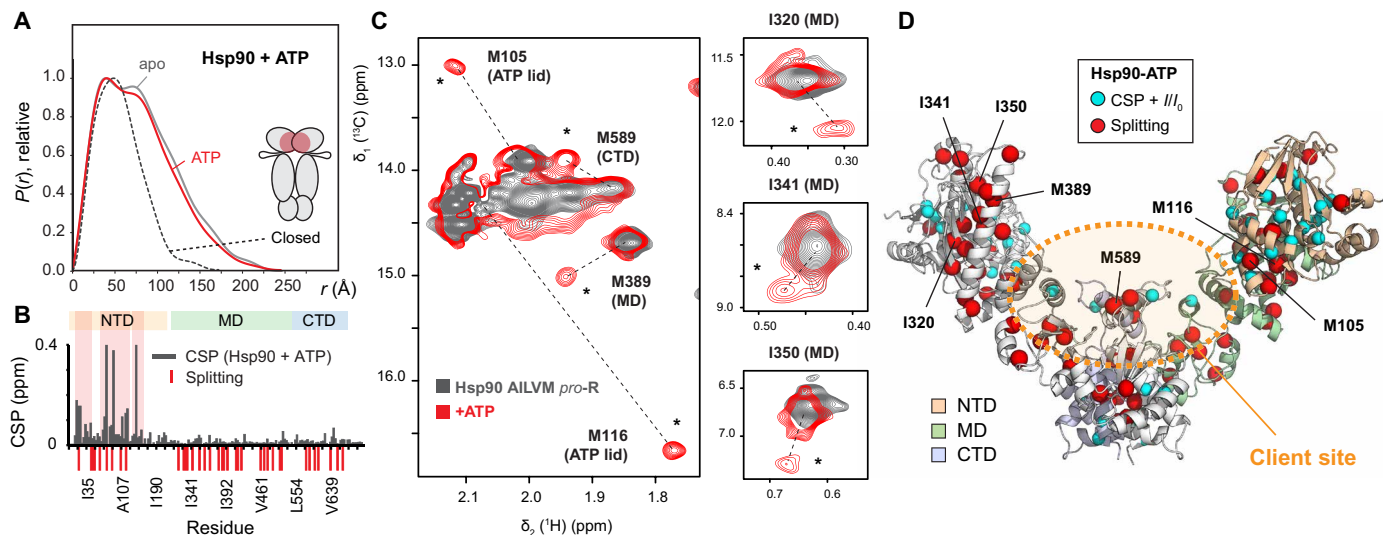 A
Hsp90 + ATP
apo
ATP
Closed
P(r), relative
1.0
0.8
0.6
0.4
0.2
0.0
0 50 100 150 200 250
r (Å)
B
NTD MD CTD
CSP (Hsp90 + ATP)
Splitting
CSP (ppm)
0.4
0
I35
A107
I190
I341
I392
V461
L554
V639
Residue
C
δ₁ (¹³C) (ppm)
13.0
14.0
15.0
16.0
M105
(ATP lid)
*
*
M589
(CTD)
M389
(MD)
*
Hsp90 AILVM pro-R
+ATP
*
M116
(ATP lid)
2.1 2.0 1.9 1.8
δ₂ (¹H) (ppm)
I320 (MD)
11.5
12.0
*
0.40 0.30
I341 (MD)
8.4
9.0
*
0.50 0.40
I350 (MD)
6.5
7.0
*
0.7 0.6
D
Hsp90-ATP
CSP + I/I₀
Splitting
I341
I350
M389
M116
M589
I320
M105
NTD
MD
CTD
Client site